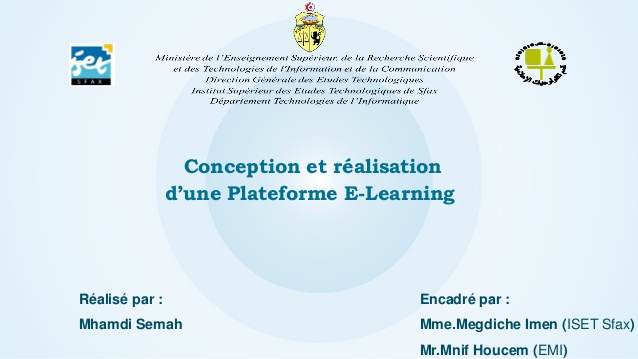 iset
SFAX
Ministère de l'Enseignement Supérieur, de la Recherche Scientifique
et des Technologies de l'Information et de la Communication
Direction Générale des Etudes Technologiques
Institut Supérieur des Etudes Technologiques de Sfax
Département Technologies de l'Informatique
Conception et réalisation
d'une Plateforme E-Learning
Réalisé par :
Mhamdi Semah
Encadré par :
Mme.Megdiche Imen (ISET Sfax)
Mr.Mnif Houcem (EMI)